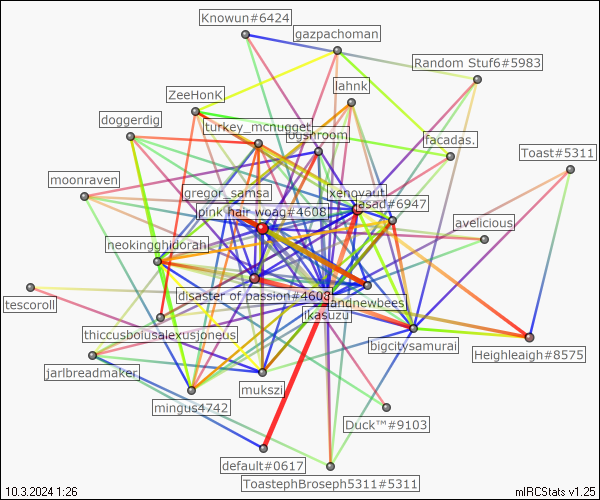 Knowun#6424
gazpachoman
Random Stuf6#5983
lahnk
ZeeHonK
doggerdig
turkey_mcnugget
facadas.
Toast#5311
moonraven
gregor_samsa
xenovaut
asad#6947
pink hair woag#4608
avelicious
neokingghidorah
disaster of passion#4608
andnewbees
tescoroll
ikasuzu
thiccusboiusalexusjoneus
bigcitysamurai
Heighleaigh#8575
jarlbreadmaker
mukszi
mingus4742
Duck™#9103
default#0617
ToastephBroseph5311#5311
10.3.2024 1:26
mIRCStats v1.25